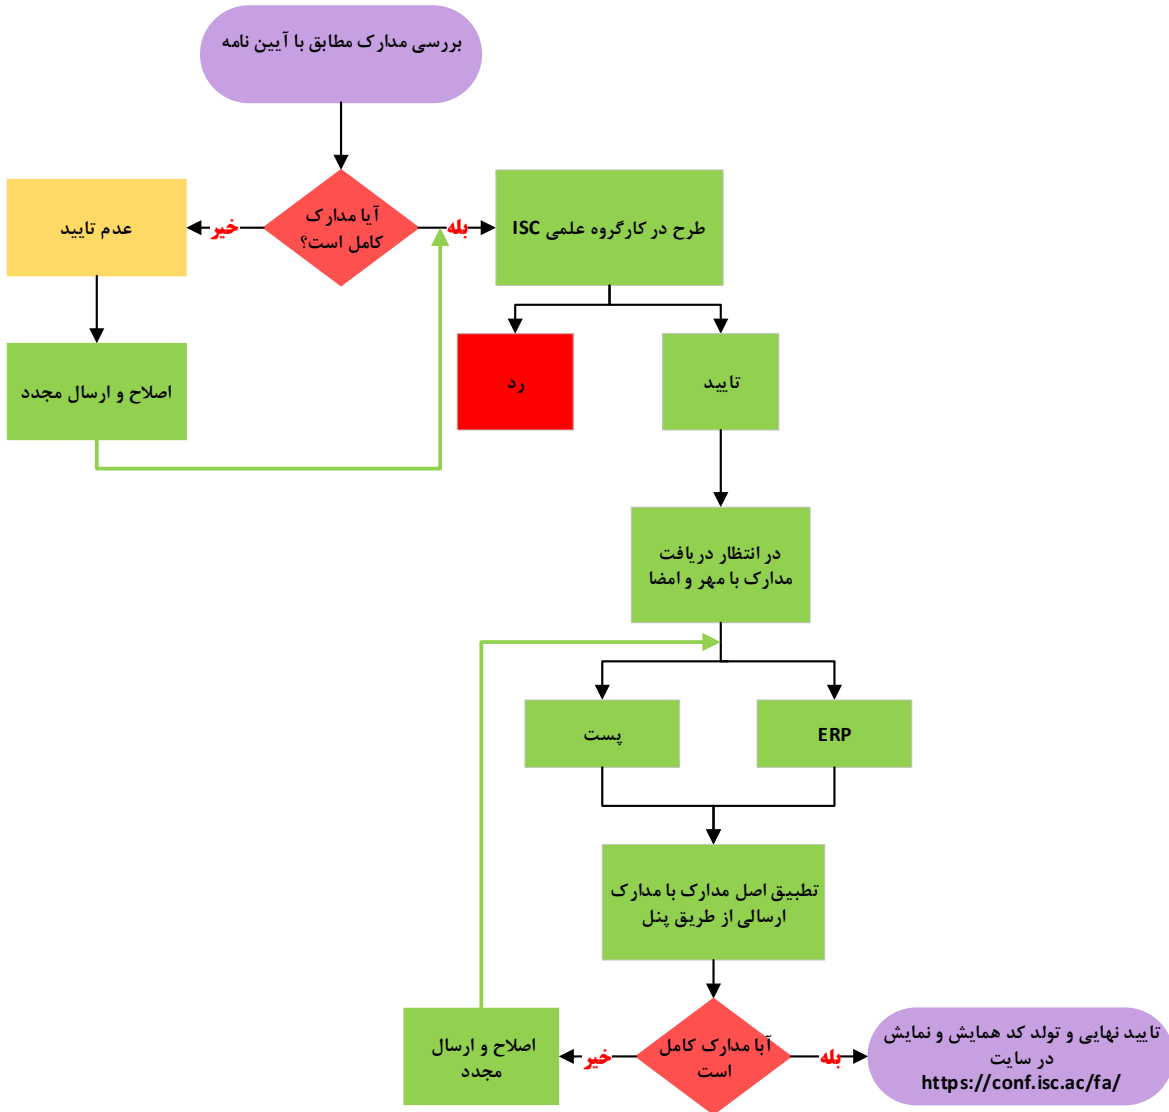 بررسی مدارک مطابق با آیین نامه
آیا مدارک
کامل است؟
بله
خیر
طرح در کارگروه علمی ISC
عدم تایید
اصلاح و ارسال مجدد
رد
تایید
در انتظار دریافت
مدارک با مهر و امضا
پست
ERP
تطبیق اصل مدارک با مدارک
ارسالی از طریق پنل
آبا مدارک کامل
است
بله
خیر
اصلاح و ارسال
مجدد
تایید نهایی و تولد کد همایش و نمایش
در سایت
https://conf.isc.ac/fa/